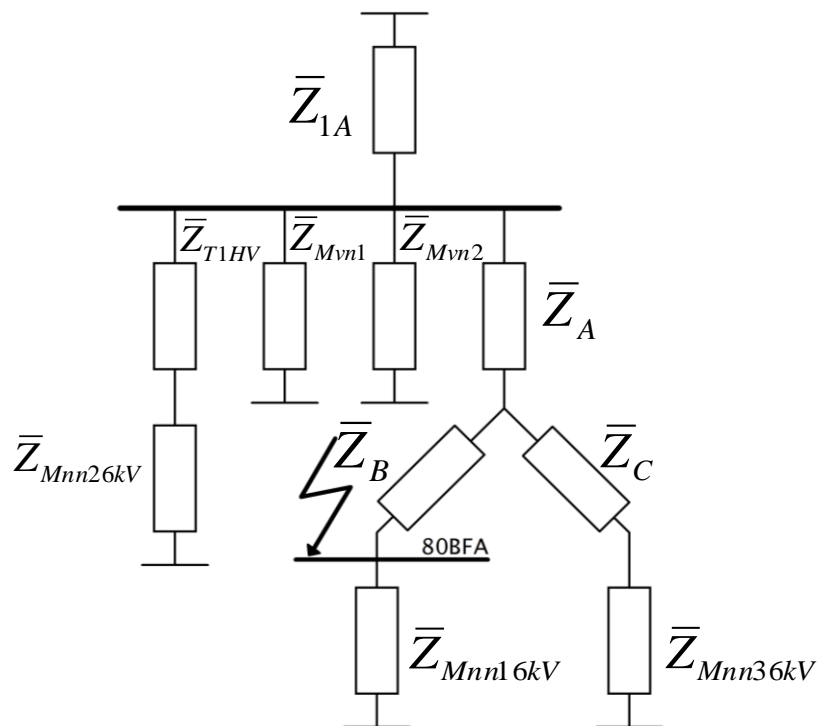 Z̅1A
Z̅T1HV Z̅Mvn1 Z̅Mvn2
Z̅A
Z̅Mnn26kV
Z̅B
Z̅C
80BFA
Z̅Mnn16kV
Z̅Mnn36kV